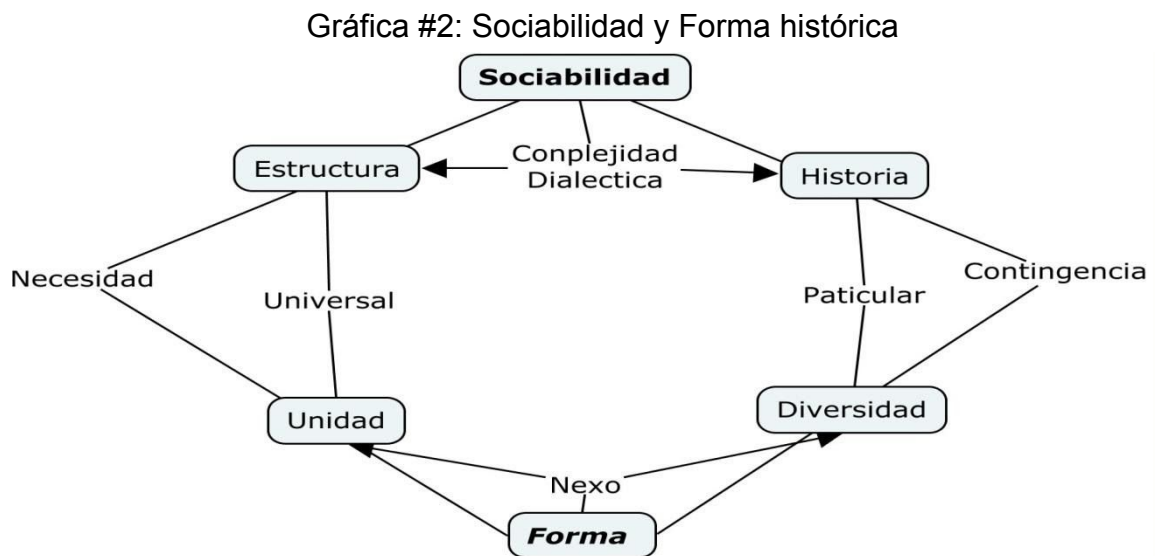 Gráfica #2: Sociabilidad y Forma histórica
Sociabilidad
Estructura
Conplejidad
Dialectica
Historia
Necesidad
Universal
Paticular
Contingencia
Unidad
Diversidad
Nexo
Forma